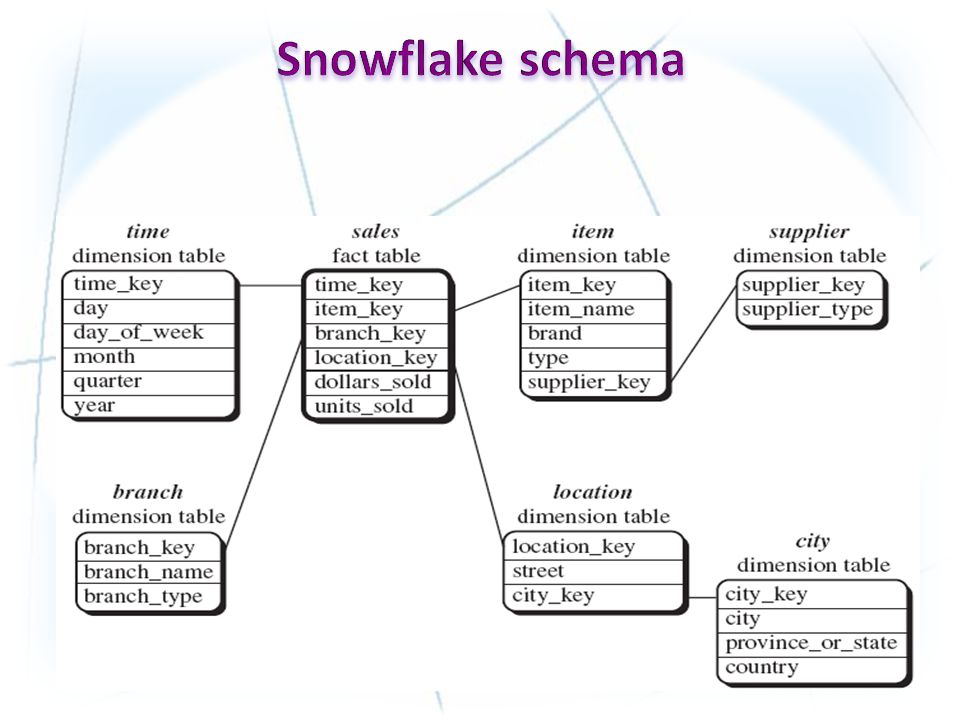 Snowflake schema
time
dimension table
time_key
day
day_of_week
month
quarter
year
sales
fact table
time_key
item_key
branch_key
location_key
dollars_sold
units_sold
item
dimension table
item_key
item_name
brand
type
supplier_key
supplier
dimension table
supplier_key
supplier_type
branch
dimension table
branch_key
branch_name
branch_type
location
dimension table
location_key
street
city_key
city
dimension table
city_key
city
province_or_state
country